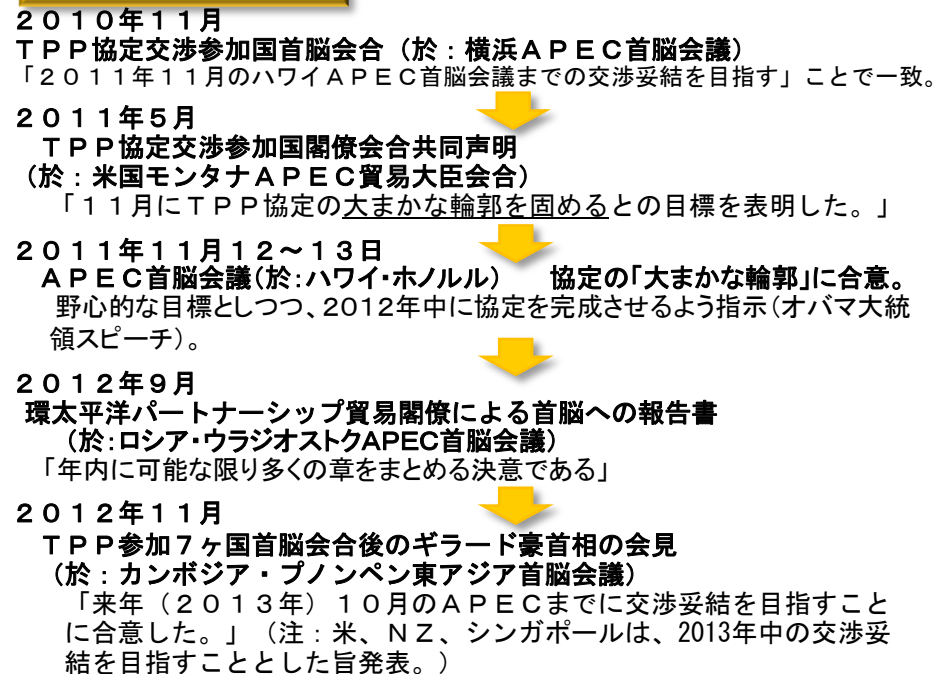 ２０１０年１１月
ＴＰＰ協定交渉参加国首脳会合（於：横浜ＡＰＥＣ首脳会議）
「２０１１年１１月のハワイＡＰＥＣ首脳会議までの交渉妥結を目指す」ことで一致。
２０１１年５月
ＴＰＰ協定交渉参加国閣僚会合共同声明
（於：米国モンタナＡＰＥＣ貿易大臣会合）
「１１月にＴＰＰ協定の大まかな輪郭を固めるとの目標を表明した。」
２０１１年１１月１２～１３日
ＡＰＥＣ首脳会議（於：ハワイ・ホノルル）　協定の「大まかな輪郭」に合意。
野心的な目標としつつ、2012年中に協定を完成させるよう指示（オバマ大統
領スピーチ）。
２０１２年９月
環太平洋パートナーシップ貿易閣僚による首脳への報告書
（於：ロシア・ウラジオストクAPEC首脳会議）
「年内に可能な限り多くの章をまとめる決意である」
２０１２年１１月
ＴＰＰ参加７ヶ国首脳会合後のギラード豪首相の会見
（於：カンボジア・プノンペン東アジア首脳会議）
「来年（２０１３年）１０月のＡＰＥＣまでに交渉妥結を目指すこと
に合意した。」（注：米、ＮＺ、シンガポールは、2013年中の交渉妥
結を目指すこととした旨発表。）